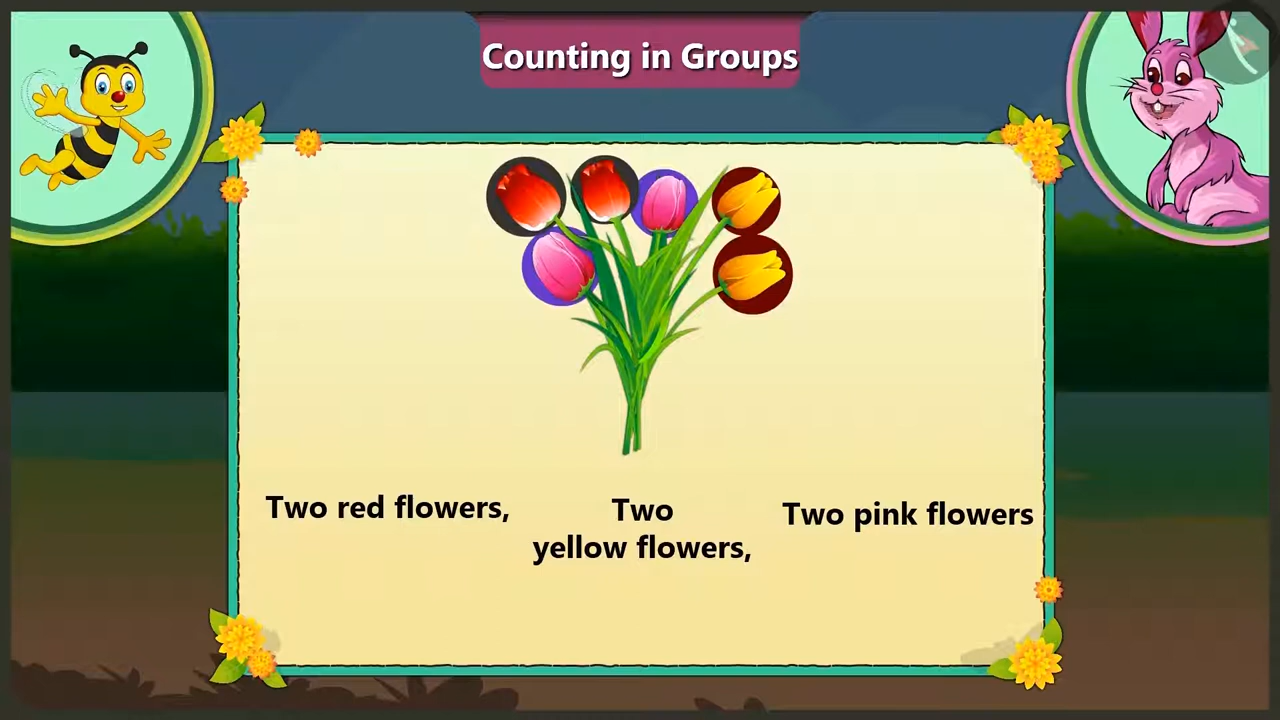 Counting in Groups
Two red flowers,
Two
yellow flowers,
Two pink flowers